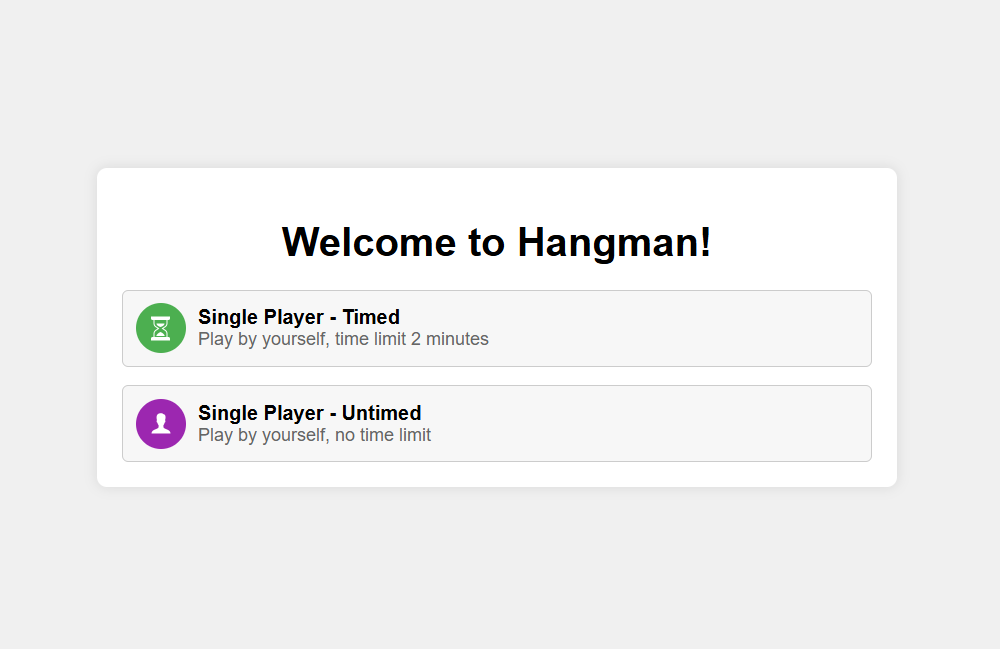 Welcome to Hangman!
Single Player - Timed
Play by yourself, time limit 2 minutes
Single Player - Untimed
Play by yourself, no time limit